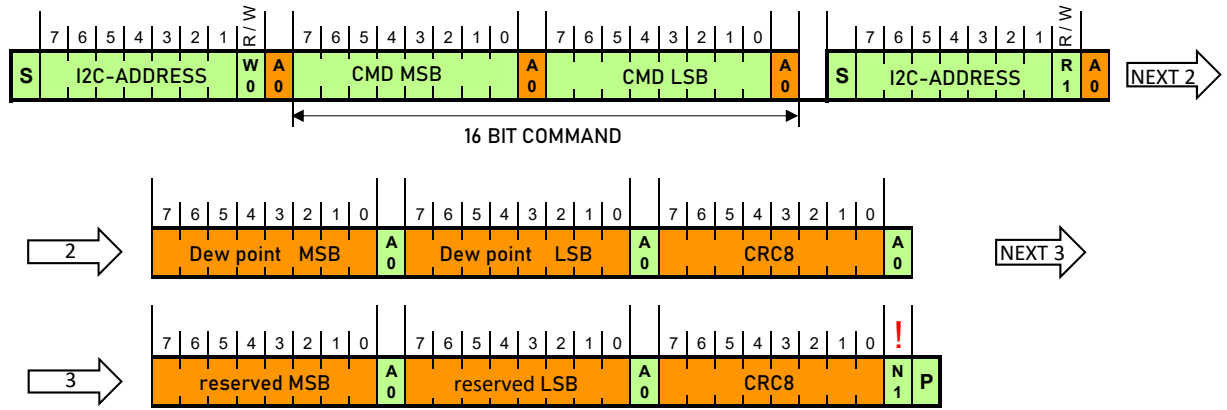 7 6 5 4 3 2 1 R / W 7 6 5 4 3 2 1 0 7 6 5 4 3 2 1 0 7 6 5 4 3 2 1 R / W
S I2C-ADDRESS W 0 A 0 CMD MSB A 0 CMD LSB A 0 S I2C-ADDRESS R 1 A 0 NEXT 2
16 BIT COMMAND
7 6 5 4 3 2 1 0 7 6 5 4 3 2 1 0 7 6 5 4 3 2 1 0
2 Dew point MSB A 0 Dew point LSB A 0 CRC8 A 0 NEXT 3
7 6 5 4 3 2 1 0 7 6 5 4 3 2 1 0 7 6 5 4 3 2 1 0 !
3 reserved MSB A 0 reserved LSB A 0 CRC8 N 1 P